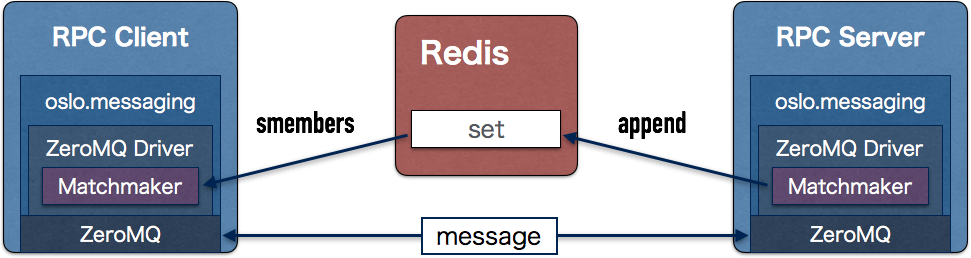 RPC Client
oslo.messaging
ZeroMQ Driver
Matchmaker
ZeroMQ
smembers
Redis
set
append
message
RPC Server
oslo.messaging
ZeroMQ Driver
Matchmaker
ZeroMQ